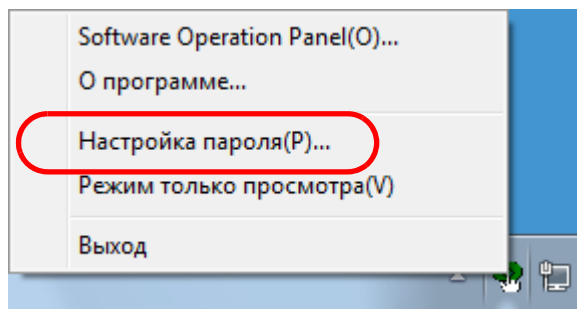 Software Operation Panel(O)...
О программе...
Настройка пароля(P)...
Режим только просмотра(V)
Выход